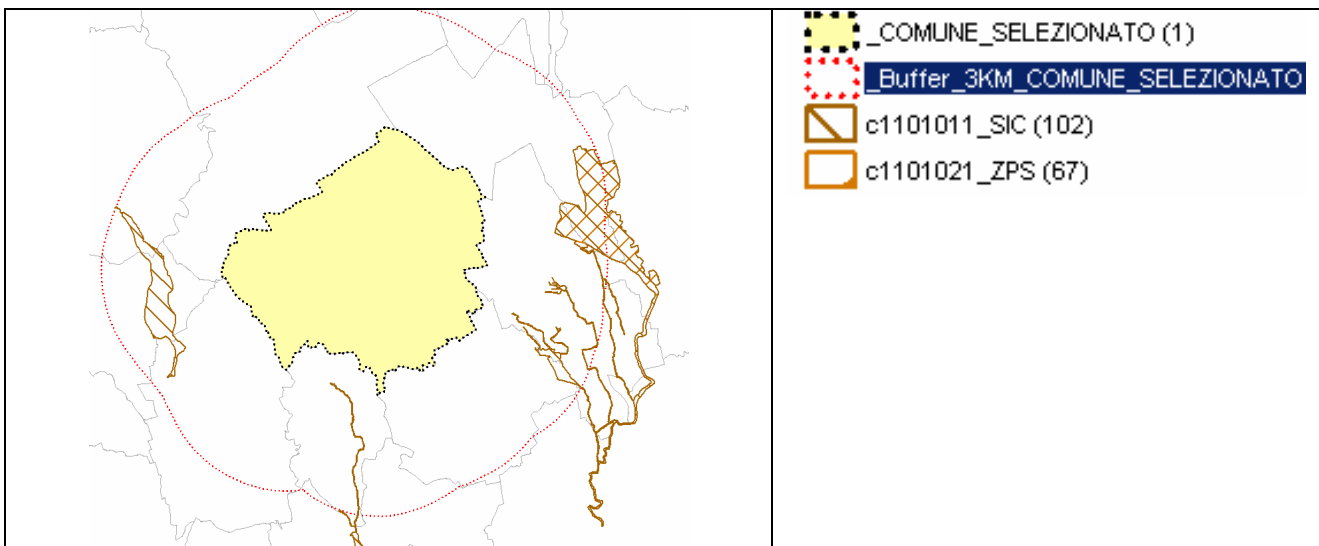 _COMUNE_SELEZIONATO (1)
_Buffer_3KM_COMUNE_SELEZIONATO
c1101011_SIC (102)
c1101021_ZPS (67)